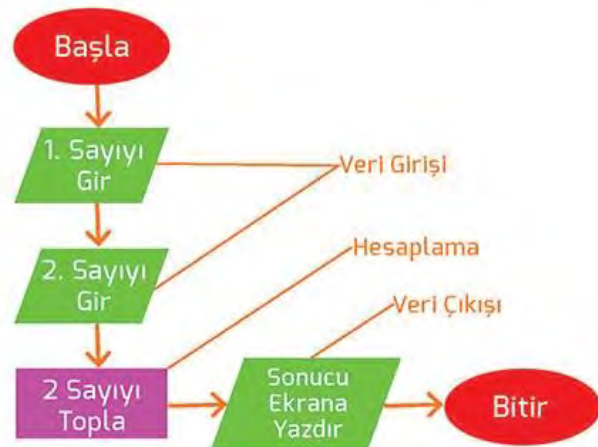 Başla
1. Sayıyı
Gir
Veri Girişi
2. Sayıyı
Gir
Hesaplama
Veri Çıkışı
2 Sayıyı
Topla
Sonucu
Ekrana
Yazdır
Bitir